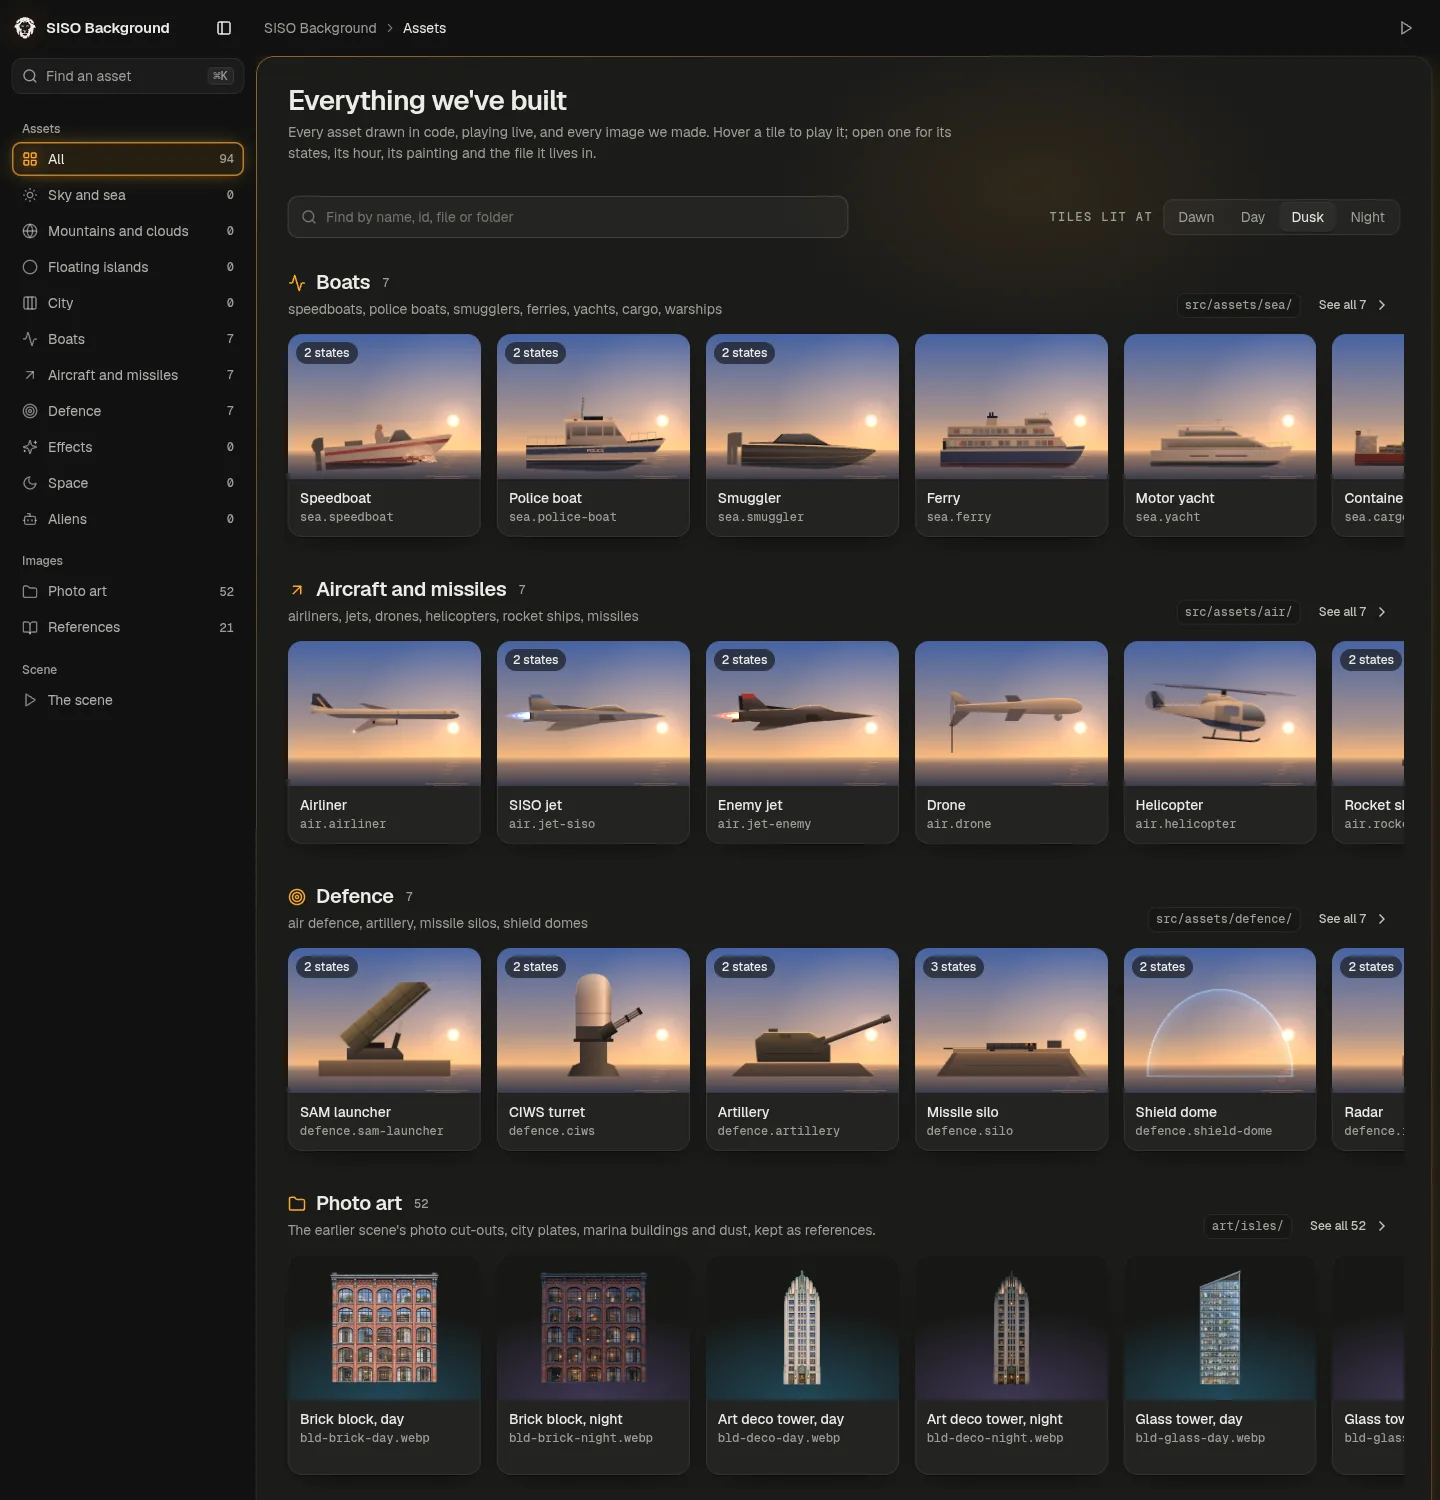 SISO Background
SISO Background > Assets
Find an asset ⌘K
Assets
All 94
Sky and sea 0
Mountains and clouds 0
Floating islands 0
City 0
Boats 7
Aircraft and missiles 7
Defence 7
Effects 0
Space 0
Aliens 0
Images
Photo art 52
References 21
Scene
The scene
Everything we've built
Every asset drawn in code, playing live, and every image we made. Hover a tile to play it; open one for its
states, its hour, its painting and the file it lives in.
Find by name, id, file or folder
TILES LIT AT Dawn Day Dusk Night
Boats 7
speedboats, police boats, smugglers, ferries, yachts, cargo, warships
src/assets/sea/ See all 7
2 states
Speedboat
sea.speedboat
2 states
POLICE
Police boat
sea.police-boat
2 states
Smuggler
sea.smuggler
Ferry
sea.ferry
Motor yacht
sea.yacht
Containe
sea.carg
Aircraft and missiles 7
airliners, jets, drones, helicopters, rocket ships, missiles
src/assets/air/ See all 7
Airliner
air.airliner
2 states
SISO jet
air.jet-siso
2 states
Enemy jet
air.jet-enemy
Drone
air.drone
Helicopter
air.helicopter
2 states
Rocket sh
air.rock
Defence 7
air defence, artillery, missile silos, shield domes
src/assets/defence/ See all 7
2 states
SAM launcher
defence.sam-launcher
2 states
CIWS turret
defence.ciws
2 states
Artillery
defence.artillery
3 states
Missile silo
defence.silo
2 states
Shield dome
defence.shield-dome
2 states
Radar
defence.
Photo art 52
The earlier scene's photo cut-outs, city plates, marina buildings and dust, kept as references.
art/isles/ See all 52
Brick block, day
bld-brick-day.webp
Brick block, night
bld-brick-night.webp
Art deco tower, day
bld-deco-day.webp
Art deco tower, night
bld-deco-night.webp
Glass tower, day
bld-glass-day.webp
Glass tow
bld-glas